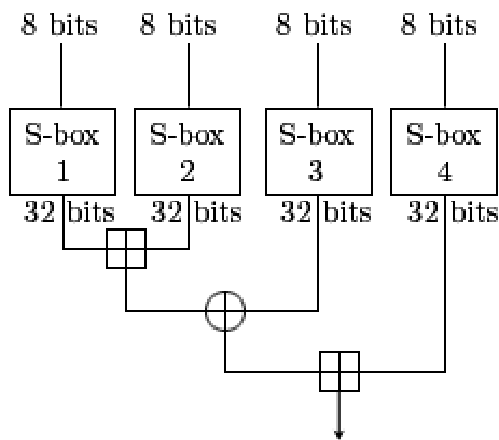 8 bits 8 bits 8 bits 8 bits
S-box S-box S-box S-box
1 2 3 4
32 bits 32 bits 32 bits 32 bits